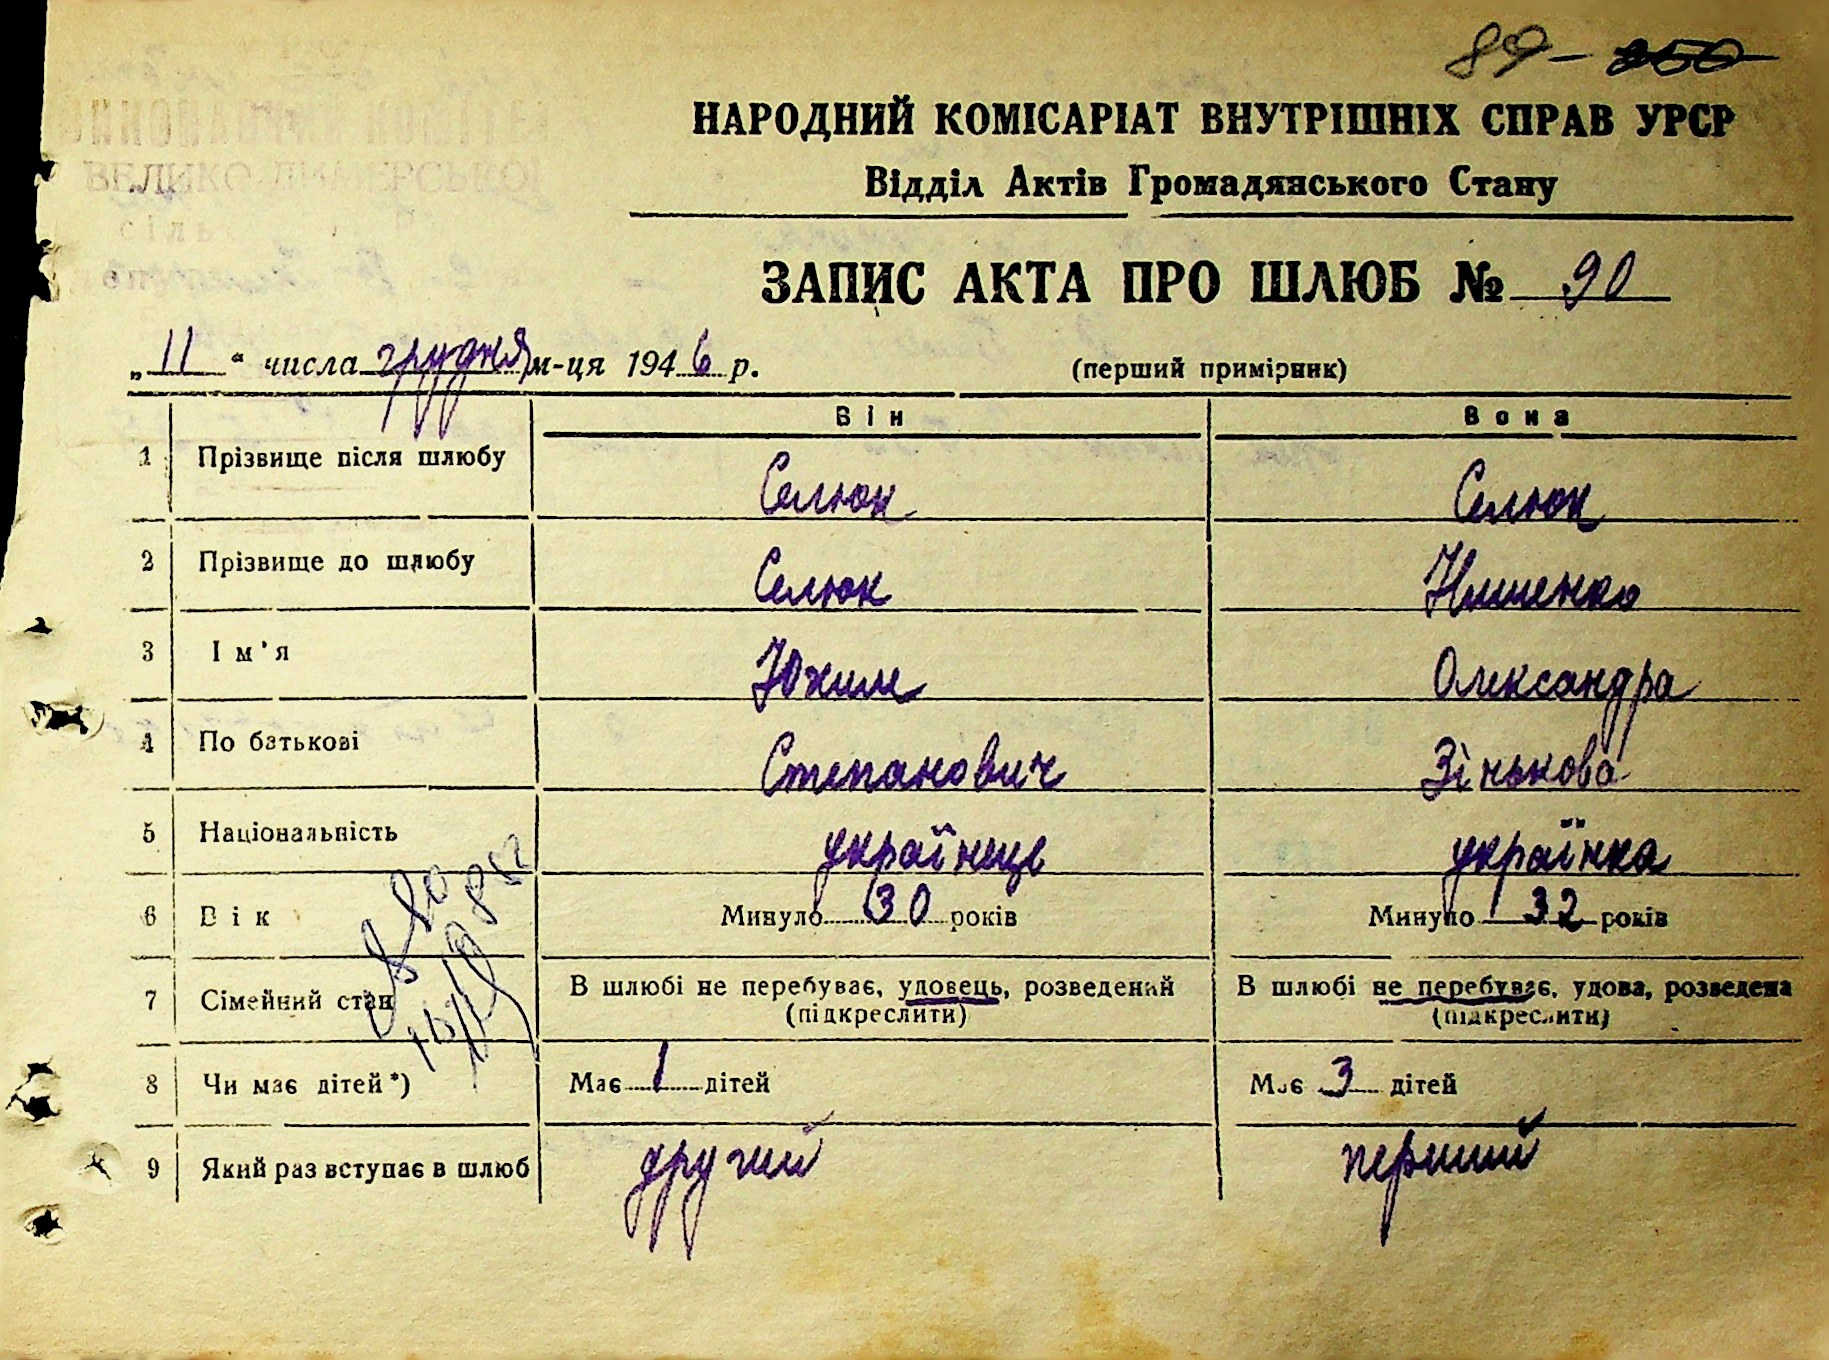 89 - 250
НАРОДНИЙ КОМІСАРІАТ ВНУТРІШНІХ СПРАВ УРСР
Відділ Актів Громадянського Стану
ЗАПИС АКТА ПРО ШЛЮБ № 90
„11“ числа грудня м-ця 1946 р. (перший примірник)
Він Вона
1 Прізвище після шлюбу Селюк Селюк
2 Прізвище до шлюбу Селюк
3 Ім'я Юхим Олександра
4 По батькові Степанович Зінькова
5 Національність українець українка
6 Вік Минуло 30 років Минуло 32 років
7 Сімейний стан В шлюбі не перебуває, удовець, розведений В шлюбі не перебуває, удова, розведена
(підкреслити) (підкреслити)
8 Чи має дітей*) Має 1 дітей Має 3 дітей
9 Який раз вступає в шлюб другий перший